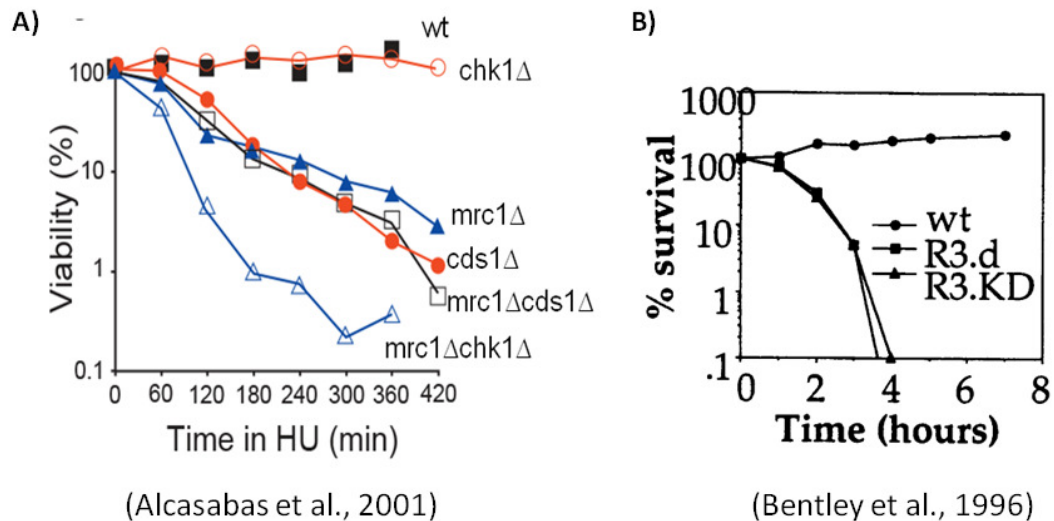 A)
wt
chk1Δ
100
10
1
0.1
Viability (%)
mrc1Δ
cds1Δ
mrc1Δcds1Δ
mrc1Δchk1Δ
0 60 120 180 240 300 360 420
Time in HU (min)
(Alcasabas et al., 2001)
B)
1000
100
10
1
.1
% survival
wt
R3.d
R3.KD
0 2 4 6 8
Time (hours)
(Bentley et al., 1996)